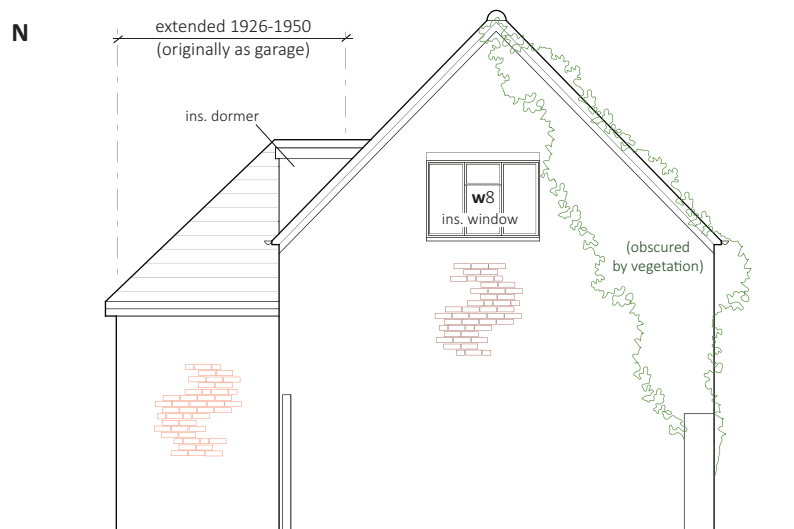 N
extended 1926-1950
(originally as garage)
ins. dormer
w8
ins. window
(obscured
by vegetation)